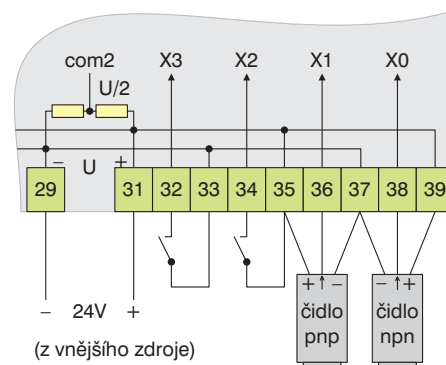 com2 X3 X2 X1 X0
U/2
− U +
29 31 32 33 34 35 36 37 38 39
+ − − +
− 24V + čidlo čidlo
pnp npn
(z vnějšího zdroje)